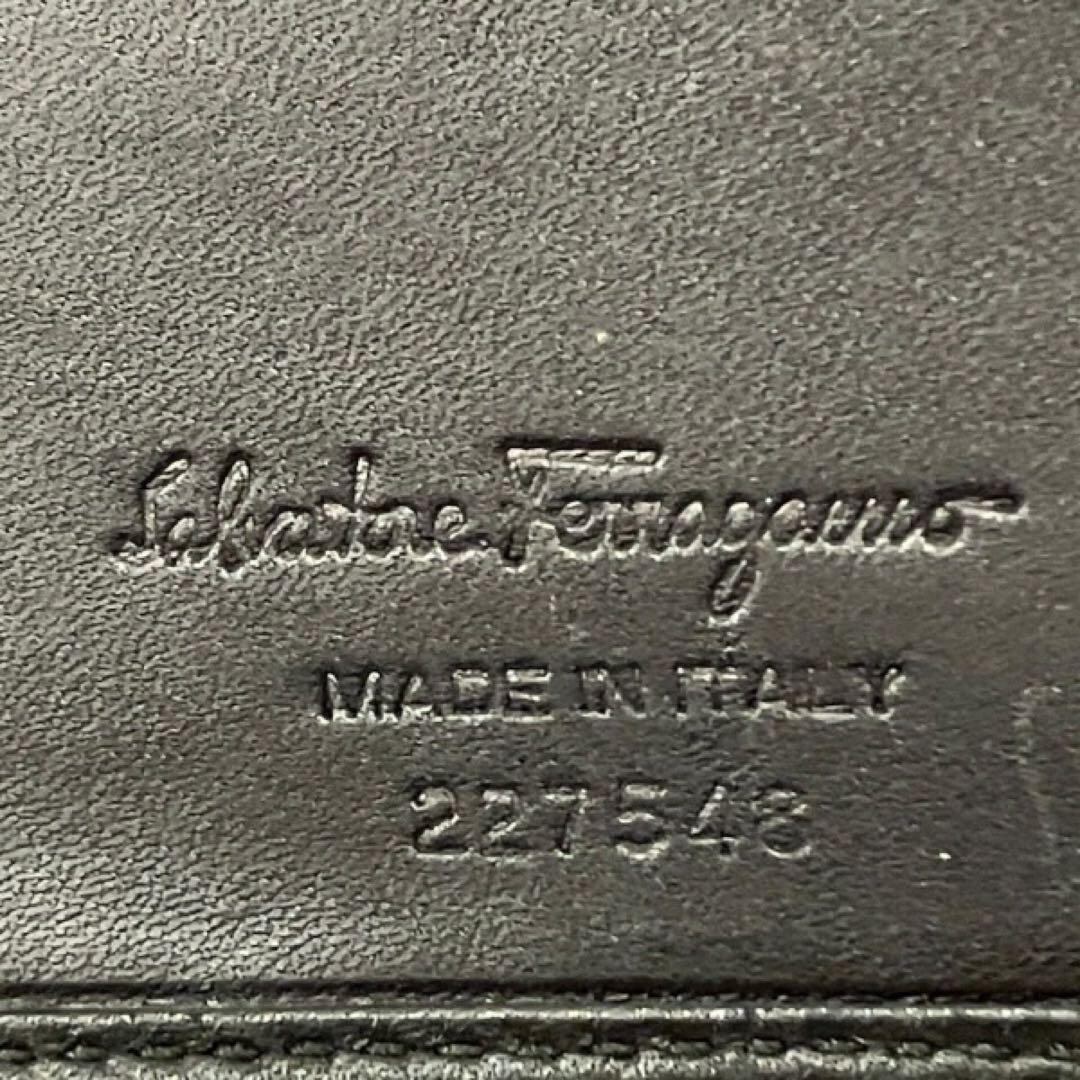 Salvatore Ferragamo
MADE IN ITALY
227548